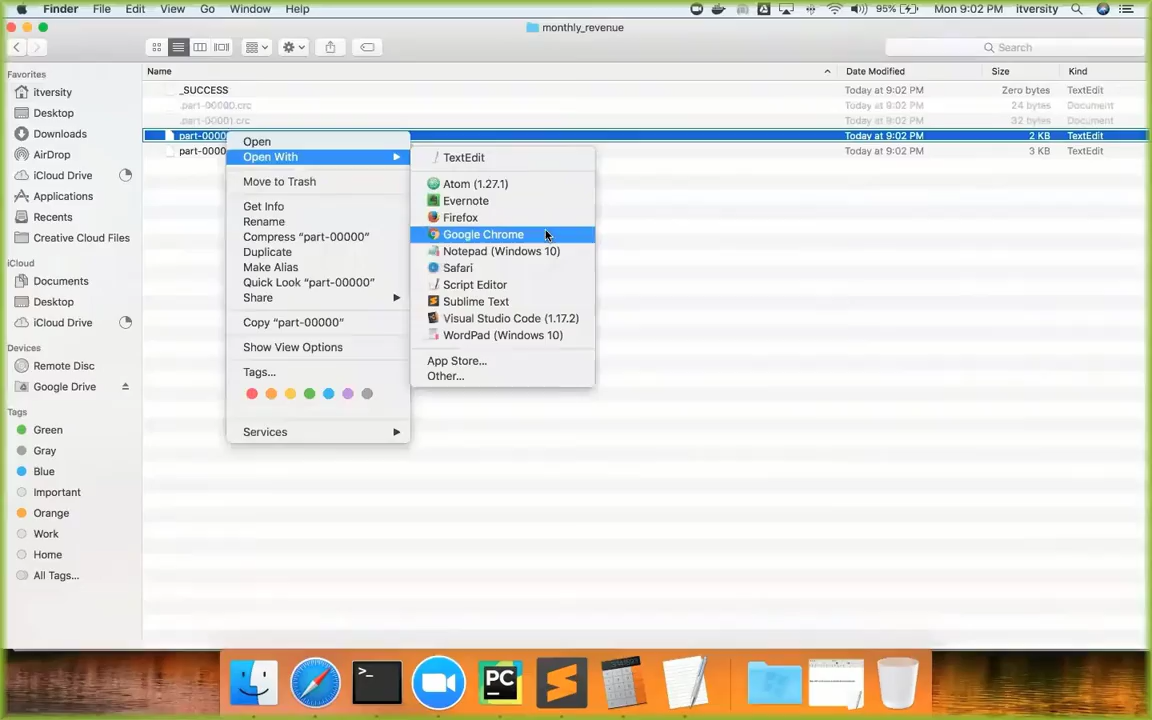 Finder File Edit View Go Window Help 95% Mon 9:02 PM itversity
monthly_revenue
Search
Favorites
itversity
Desktop
Downloads
AirDrop
iCloud Drive
Applications
Recents
Creative Cloud Files
iCloud
Documents
Desktop
iCloud Drive
Devices
Remote Disc
Google Drive
Tags
Green
Gray
Blue
Important
Orange
Work
Home
All Tags...
Name Date Modified Size Kind
_SUCCESS Today at 9:02 PM Zero bytes TextEdit
.part-00000.crc Today at 9:02 PM 24 bytes Document
.part-00001.crc Today at 9:02 PM 32 bytes Document
part-0000 Today at 9:02 PM 2 KB TextEdit
part-0000 Today at 9:02 PM 3 KB TextEdit
Open
Open With
Move to Trash
Get Info
Rename
Compress “part-00000”
Duplicate
Make Alias
Quick Look “part-00000”
Share
Copy “part-00000”
Show View Options
Tags...
Services
TextEdit
Atom (1.27.1)
Evernote
Firefox
Google Chrome
Notepad (Windows 10)
Safari
Script Editor
Sublime Text
Visual Studio Code (1.17.2)
WordPad (Windows 10)
App Store...
Other...
PC